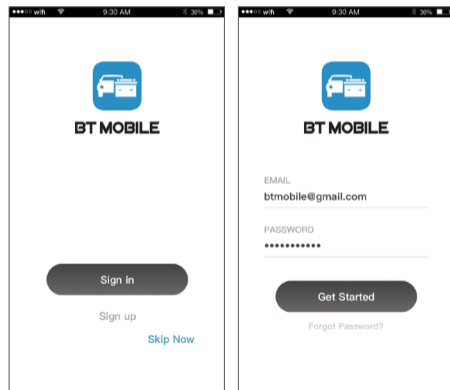 wifi
9:30 AM
30%
BT MOBILE
Sign in
Sign up
Skip Now
wifi
9:30 AM
30%
BT MOBILE
EMAIL
btmobile@gmail.com
PASSWORD
Get Started
Forgot Password?